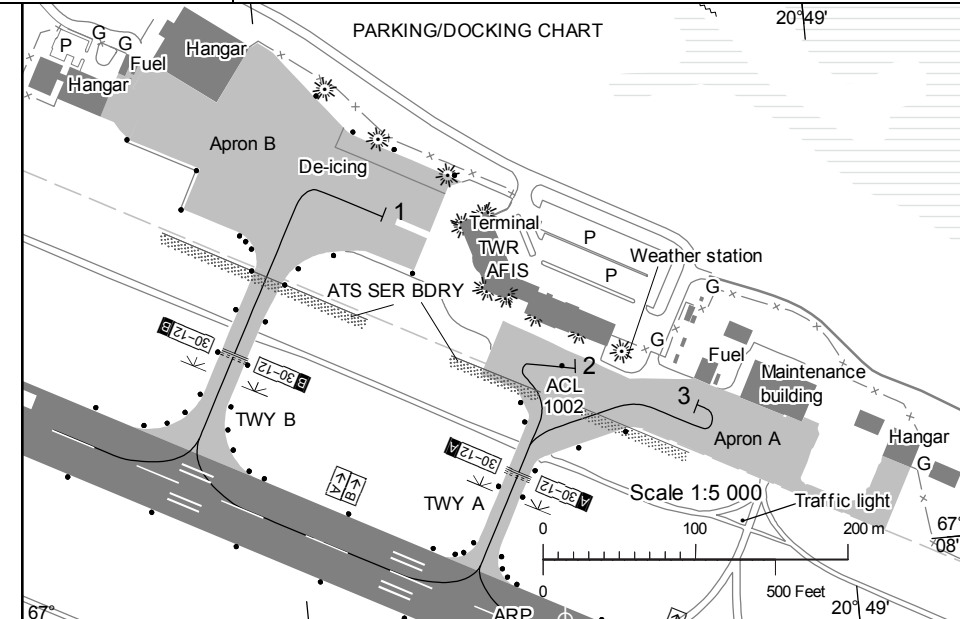 PARKING/DOCKING CHART
20°49'
G
P
G
Hangar
Fuel
Hangar
Apron B
De-icing
1
Terminal
TWR
AFIS
P
P
Weather station
ATS SER BDRY
G
G
B 30-12
30-12 B
2
Fuel
ACL
1002
Maintenance
building
3
TWY B
Apron A
Hangar
G
30-12 A
A
B
TWY A
30-12 A
Scale 1:5 000
Traffic light
0
100
200 m
67°
08'
0
500 Feet
67°
ARP
20° 49'